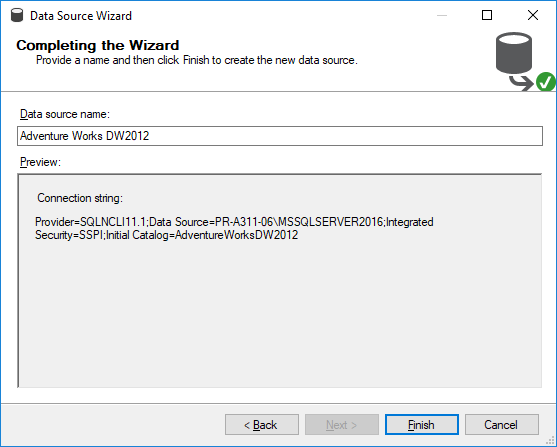 Data Source Wizard
Completing the Wizard
Provide a name and then click Finish to create the new data source.
Data source name:
Adventure Works DW2012
Preview:
Connection string:
Provider=SQLNCLI11.1;Data Source=PR-A311-06\MSSQLSERVER2016;Integrated
Security=SSPI;Initial Catalog=AdventureWorksDW2012
< Back
Next >
Finish
Cancel